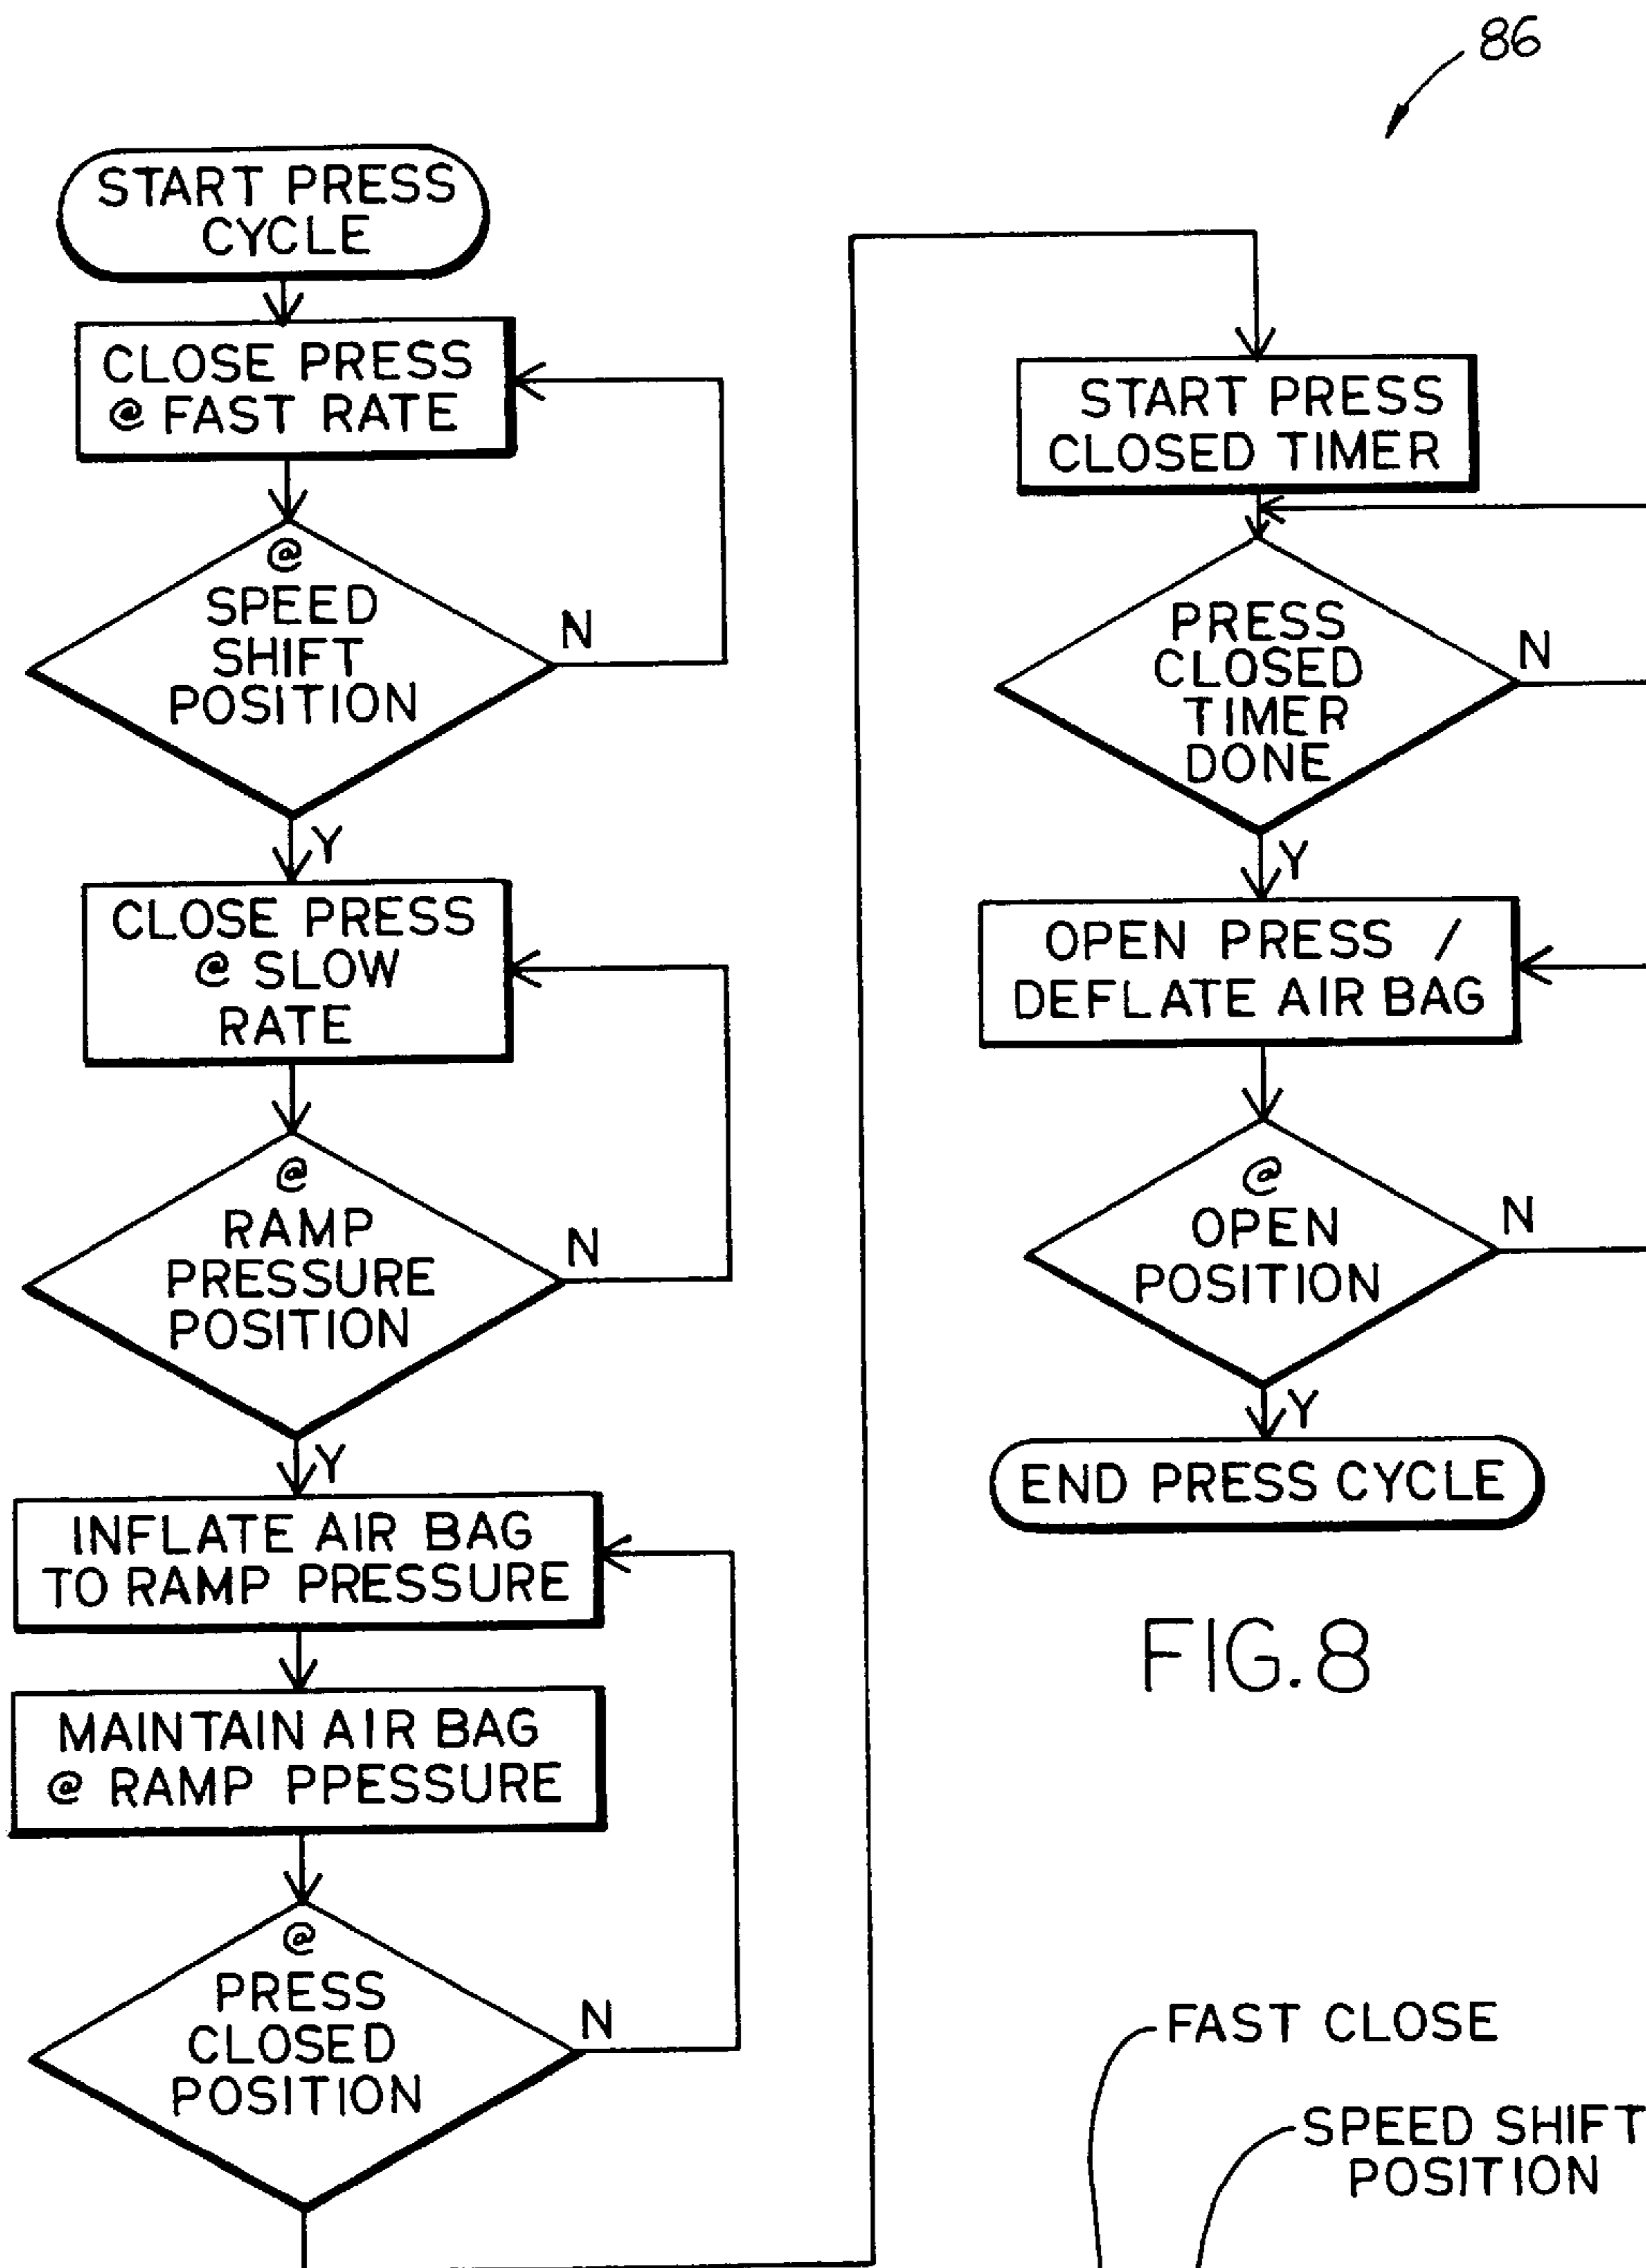 86
START PRESS
CYCLE
CLOSE PRESS
@ FAST RATE
@
SPEED
SHIFT
POSITION
N
Y
CLOSE PRESS
@ SLOW
RATE
@
RAMP
PRESSURE
POSITION
N
Y
INFLATE AIR BAG
TO RAMP PRESSURE
MAINTAIN AIR BAG
@ RAMP PPESSURE
@
PRESS
CLOSED
POSITION
N
START PRESS
CLOSED TIMER
PRESS
CLOSED
TIMER
DONE
N
Y
OPEN PRESS /
DEFLATE AIR BAG
@
OPEN
POSITION
N
Y
END PRESS CYCLE
FIG. 8
FAST CLOSE
SPEED SHIFT
POSITION